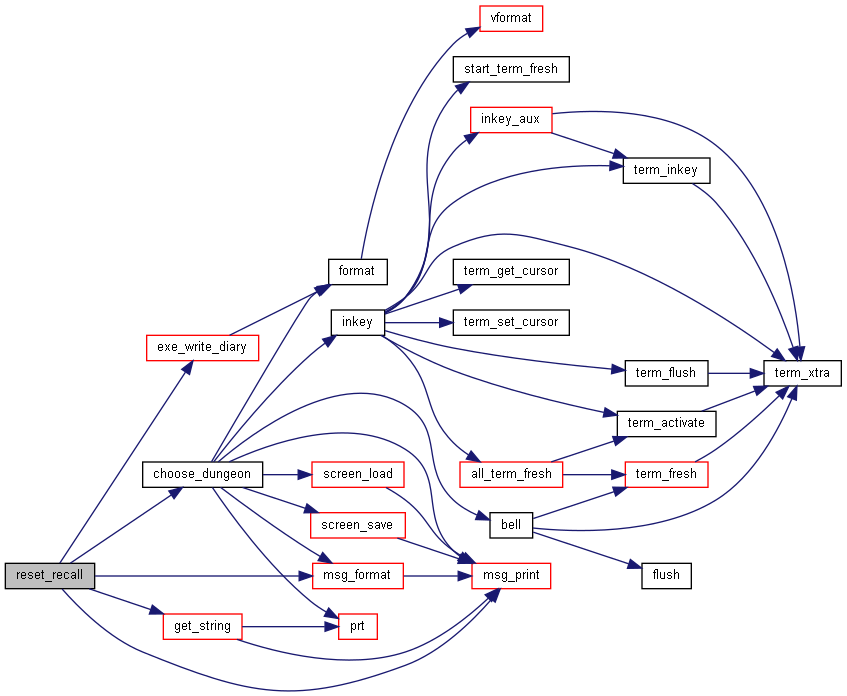 vformat
start_term_fresh
inkey_aux
term_inkey
format
term_get_cursor
inkey
term_set_cursor
exe_write_diary
term_flush
term_xtra
term_activate
choose_dungeon
screen_load
all_term_fresh
term_fresh
screen_save
bell
reset_recall
msg_format
msg_print
flush
get_string
prt